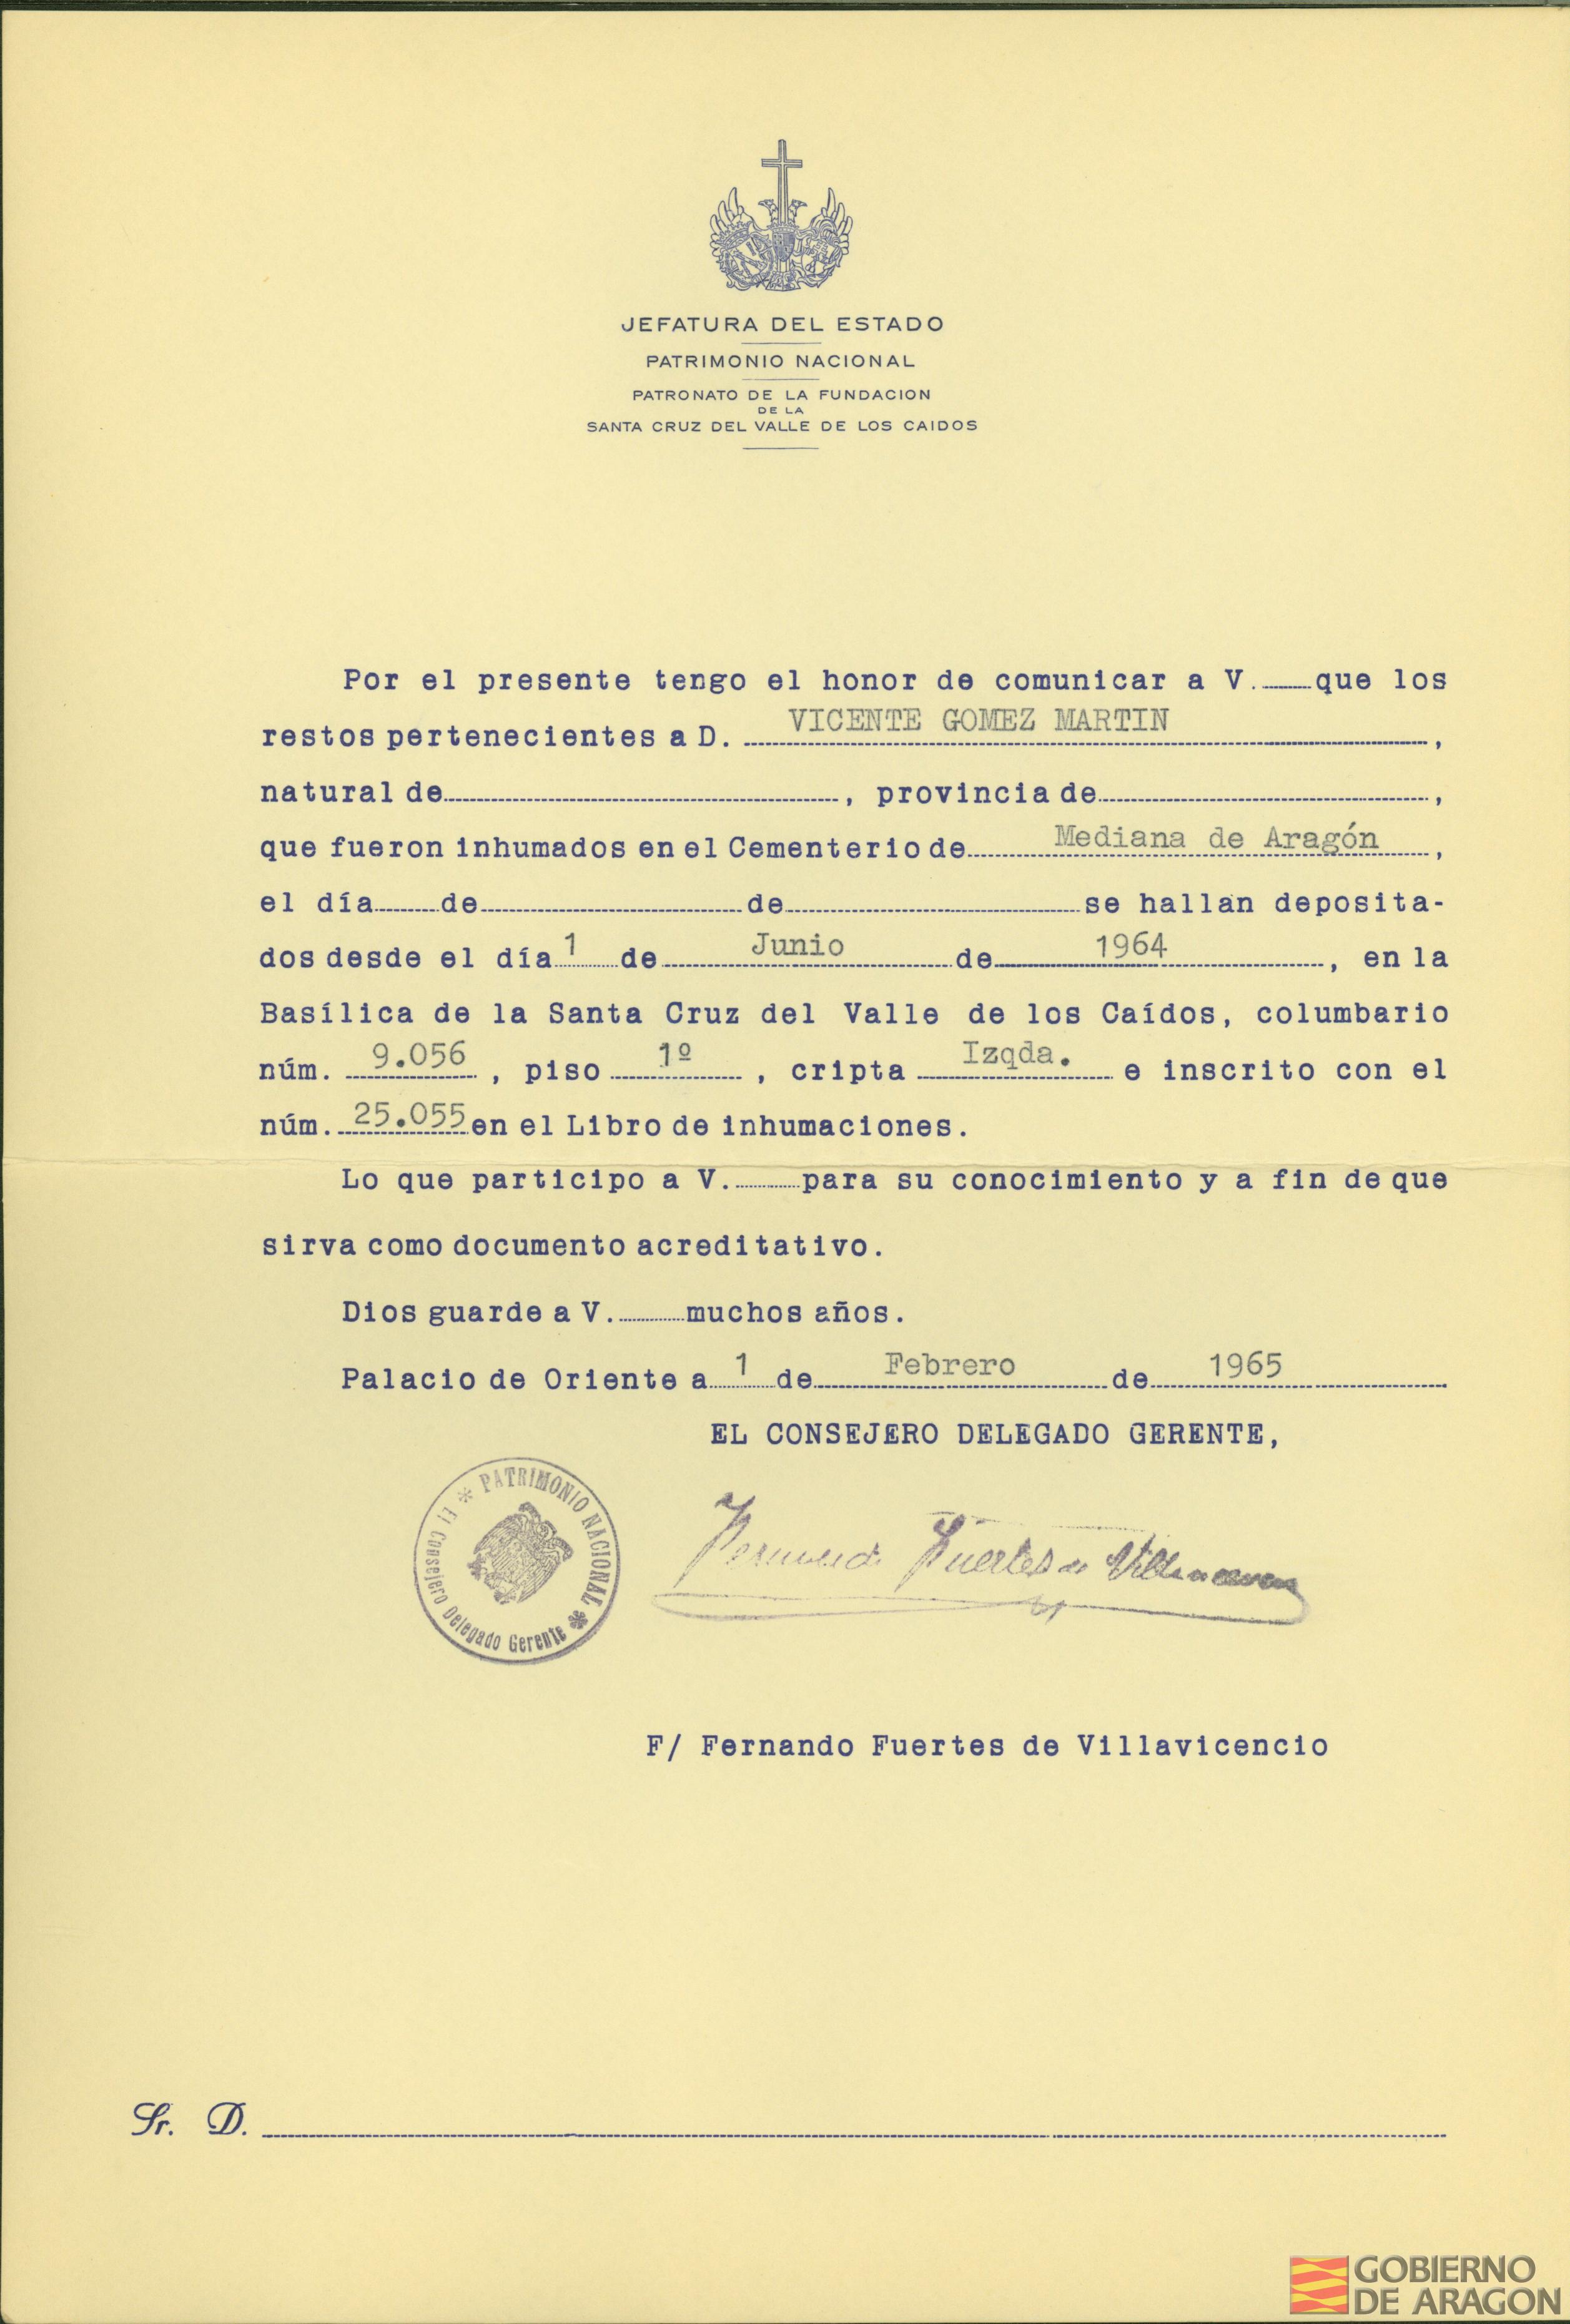 JEFATURA DEL ESTADO
PATRIMONIO NACIONAL
PATRONATO DE LA FUNDACION
DE LA
SANTA CRUZ DEL VALLE DE LOS CAIDOS
Por el presente tengo el honor de comunicar a V. que los
restos pertenecientes a D. VICENTE GOMEZ MARTIN,
natural de , provincia de ,
que fueron inhumados en el Cementerio de Mediana de Aragón,
el día de de se hallan deposita-
dos desde el día 1 de Junio de 1964, en la
Basílica de la Santa Cruz del Valle de los Caídos, columbario
núm. 9.056, piso 1º, cripta Izqda. e inscrito con el
núm. 25.055 en el Libro de inhumaciones.
Lo que participo a V. para su conocimiento y a fin de que
sirva como documento acreditativo.
Dios guarde a V. muchos años.
Palacio de Oriente a 1 de Febrero de 1965
EL CONSEJERO DELEGADO GERENTE,
PATRIMONIO NACIONAL
El Consejero Delegado Gerente
Fernando Fuertes de Villavicencio
F/ Fernando Fuertes de Villavicencio
Sr. D.
GOBIERNO
DE ARAGON